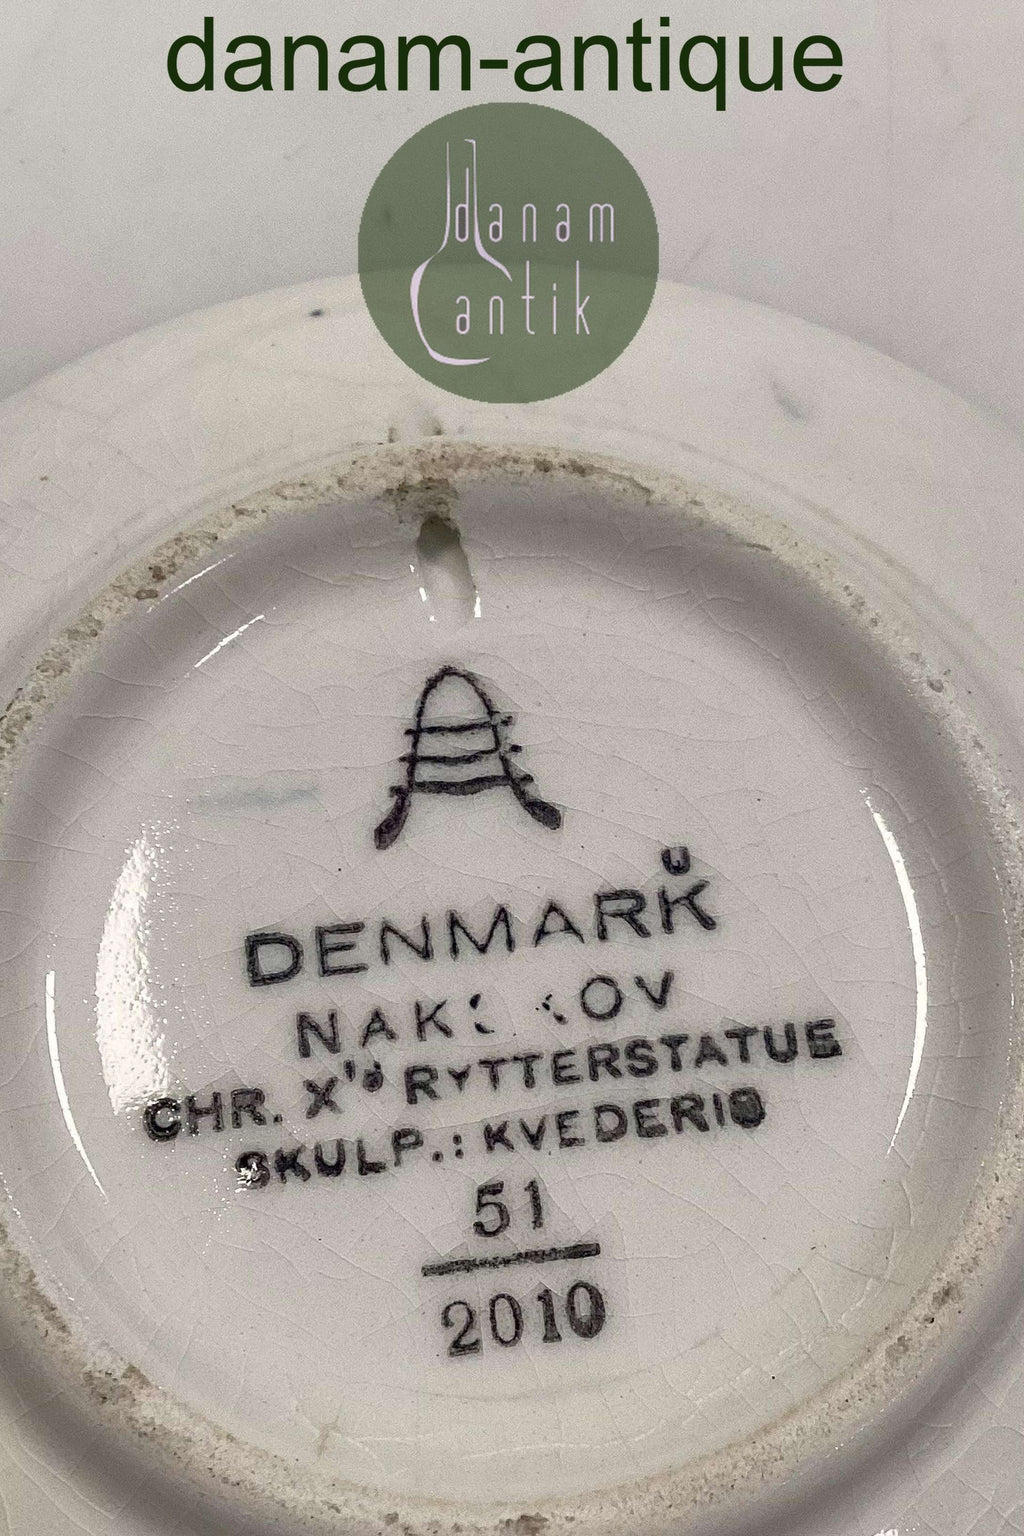 danam-antique
danam
antik
DENMARK
CHR. X's RYTTERSTATUE
SKULP.: KVEDERIS
51
2010